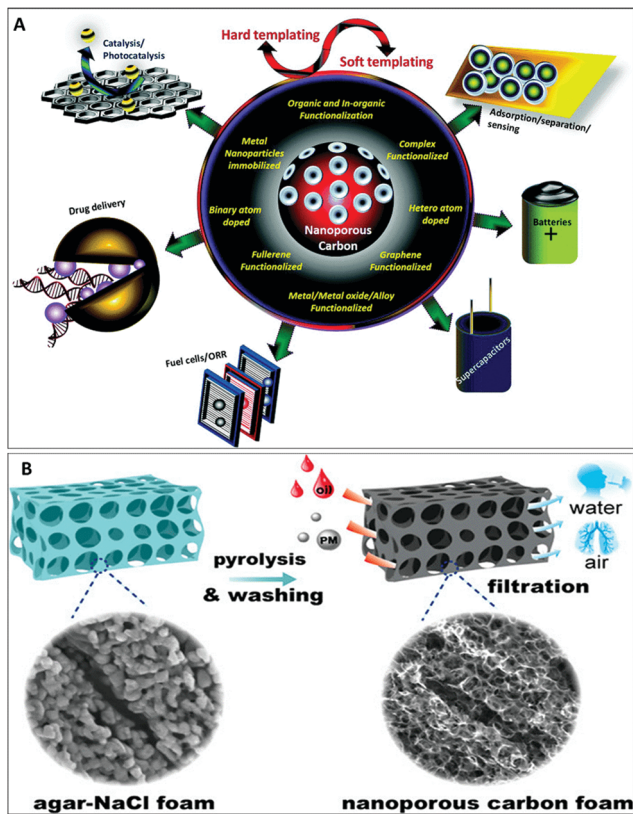 A
Catalysis/
Photocatalysis
Hard templating
Soft templating
Adsorption/separation/
sensing
Organic and In-organic
Functionalization
Metal
Nanoparticles
immobilized
Complex
Functionalized
Drug delivery
Binary atom
doped
Nanoporous
Carbon
Hetero atom
doped
Batteries
+
Fullerene
Functionalized
Graphene
Functionalized
Metal/Metal oxide/Alloy
Functionalized
Supercapacitors
Fuel cells/ORR
B
oil
PM
pyrolysis
& washing
water
air
filtration
agar-NaCl foam
nanoporous carbon foam